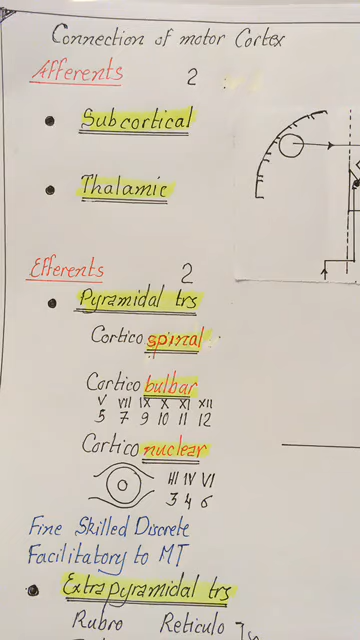 Connection of motor Cortex
Afferents 2
• Subcortical
• Thalamic
Efferents 2
• Pyramidal trs
Cortico spinal
Cortico bulbar
V VII IX X XI XII
5 7 9 10 11 12
Cortico nuclear
III IV VI
3 4 6
Fine Skilled Discrete
Facilitatory to MT
• Extrapyramidal trs
Rubro Reticulo